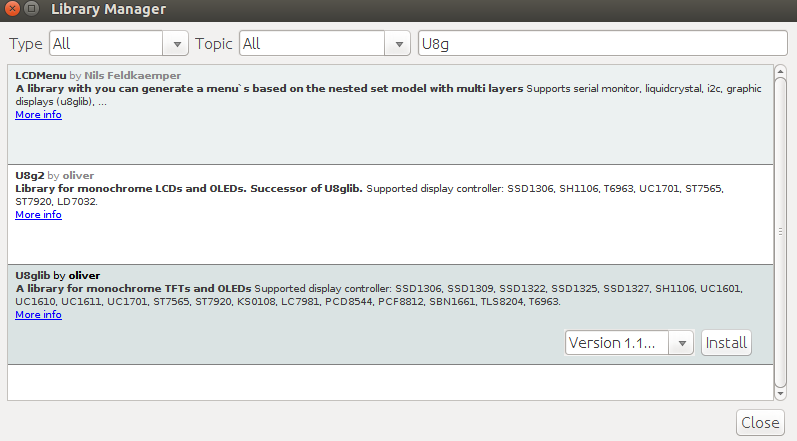 Library Manager
Type All Topic All U8g
LCDMenu by Nils Feldkaemper
A library with you can generate a menu`s based on the nested set model with multi layers Supports serial monitor, liquidcrystal, i2c, graphic
displays (u8glib), ...
More info
U8g2 by oliver
Library for monochrome LCDs and OLEDs. Successor of U8glib. Supported display controller: SSD1306, SH1106, T6963, UC1701, ST7565,
ST7920, LD7032.
More info
U8glib by oliver
A library for monochrome TFTs and OLEDs Supported display controller: SSD1306, SSD1309, SSD1322, SSD1325, SSD1327, SH1106, UC1601,
UC1610, UC1611, UC1701, ST7565, ST7920, KS0108, LC7981, PCD8544, PCF8812, SBN1661, TLS8204, T6963.
More info
Version 1.1... Install
Close